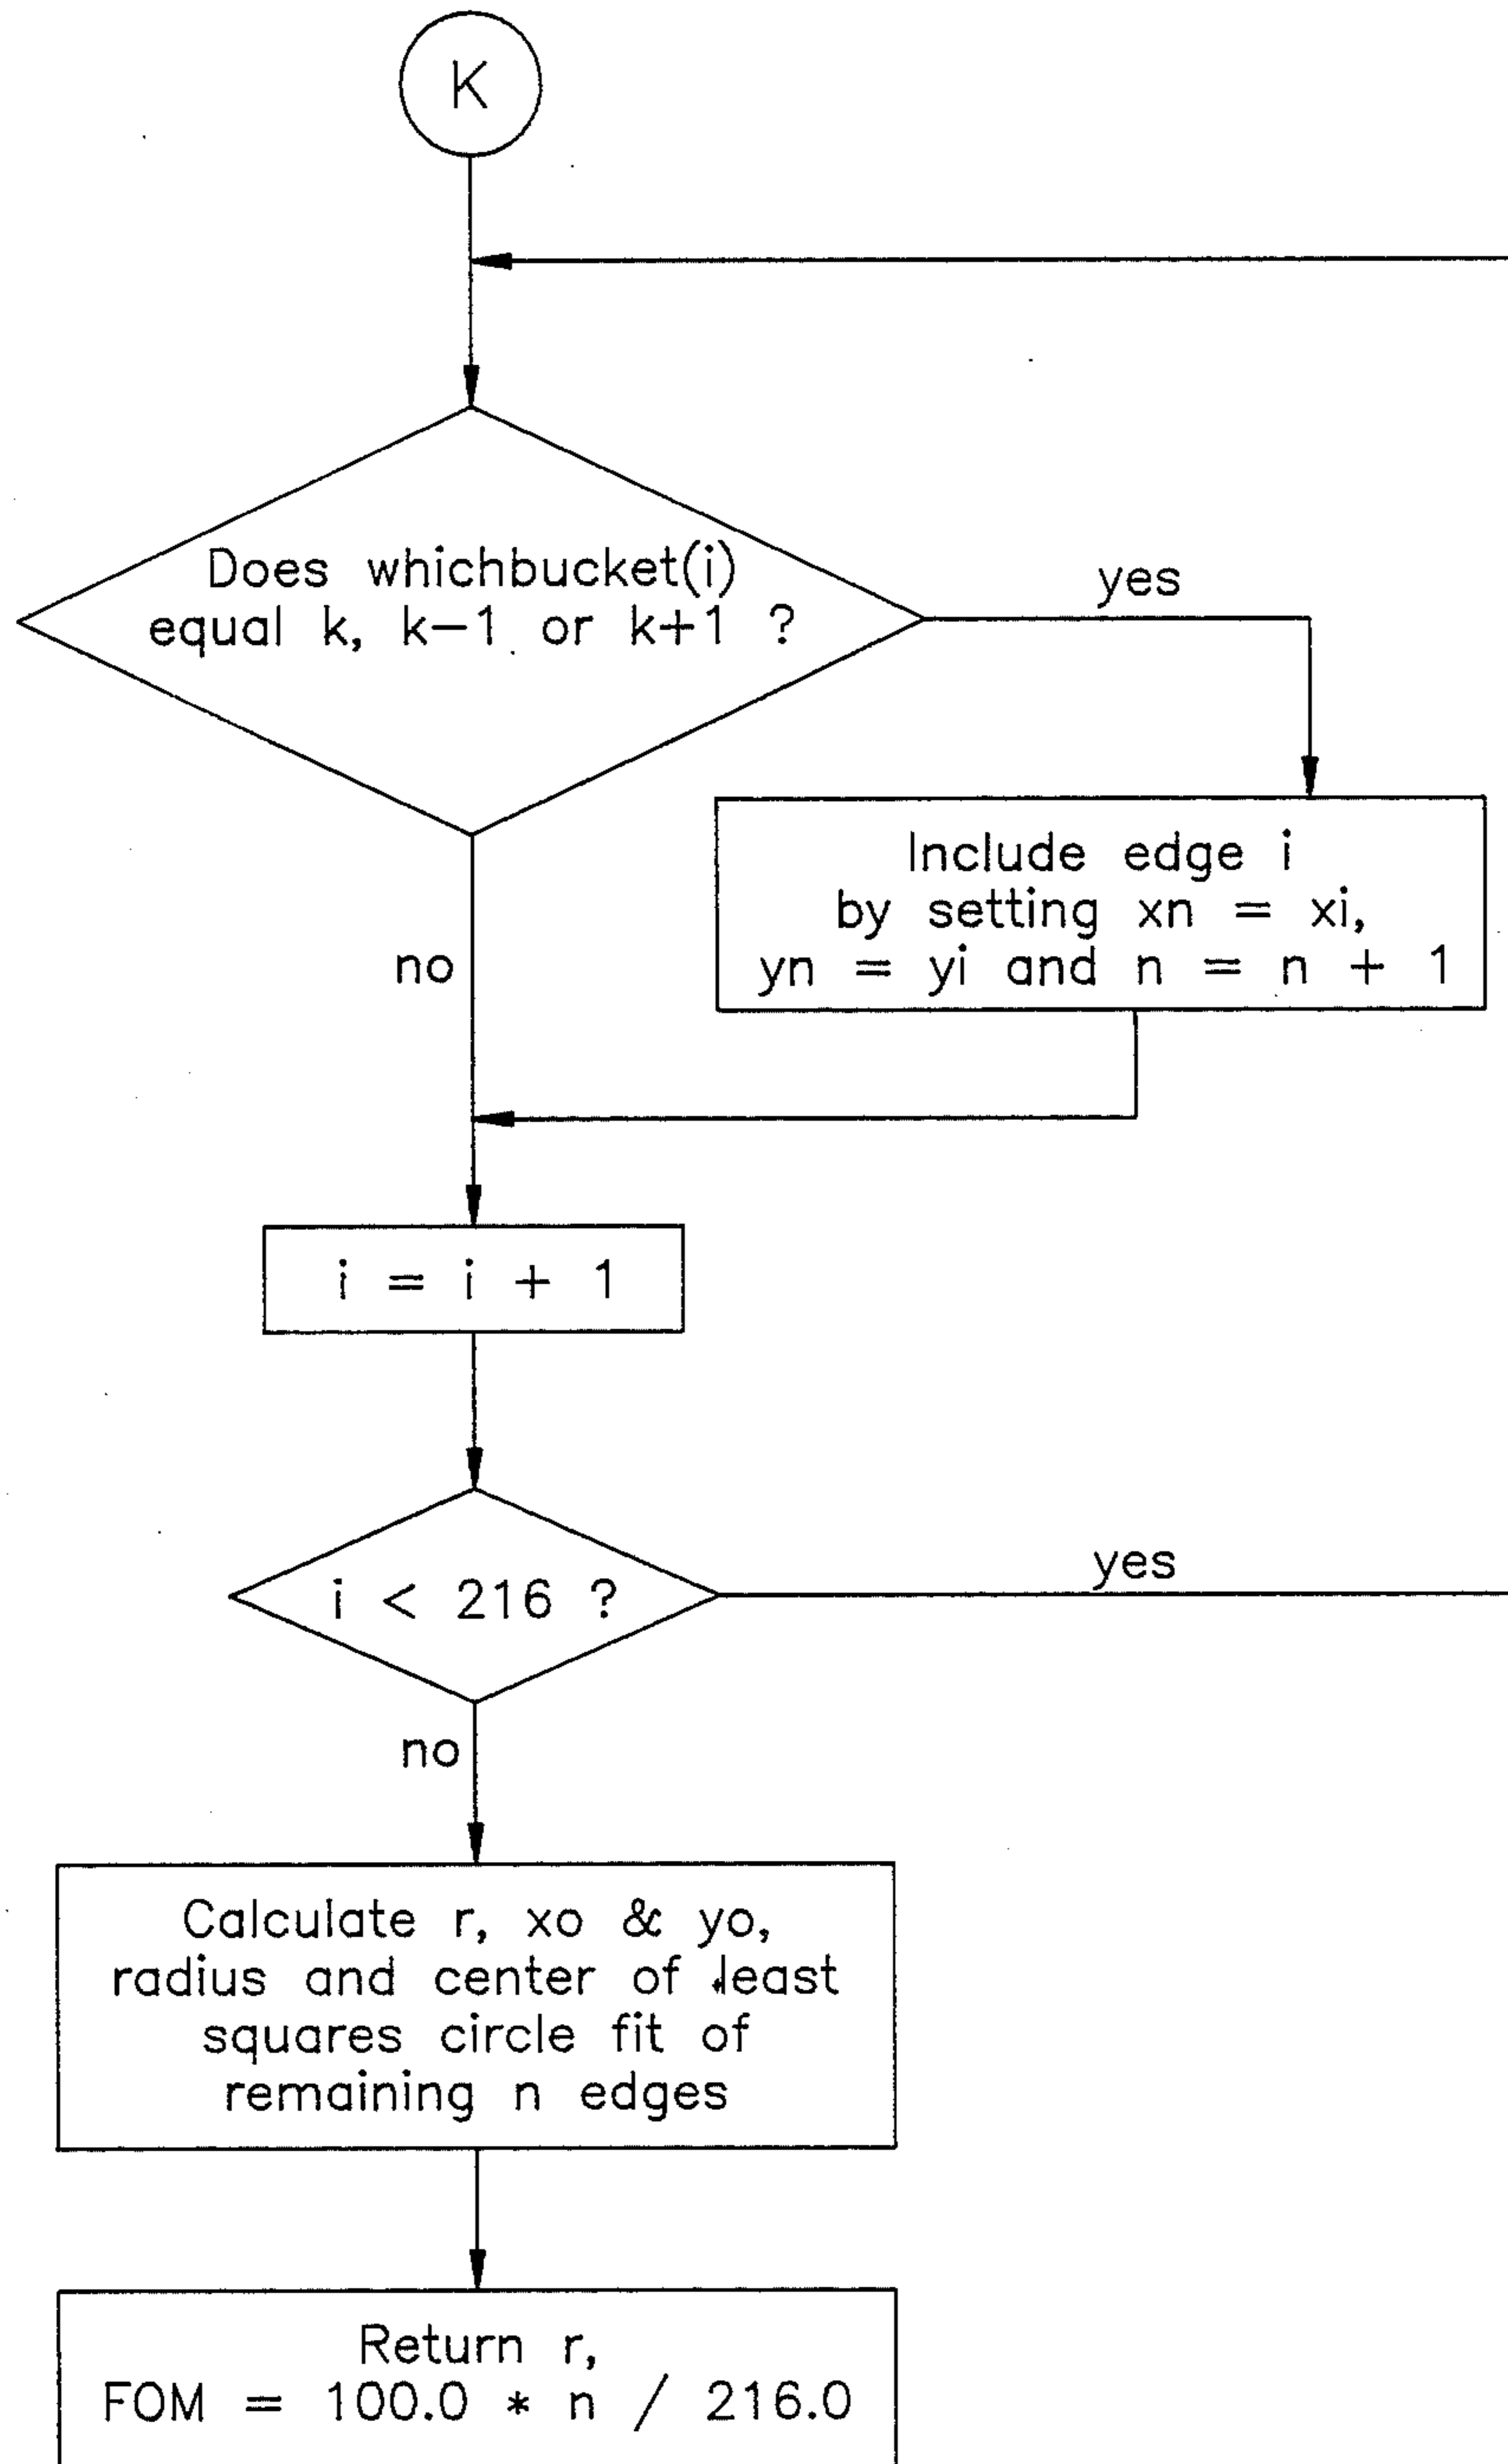 K
Does whichbucket(i)
equal k, k-1 or k+1 ?
yes
Include edge i
by setting xn = xi,
yn = yi and n = n + 1
no
i = i + 1
i < 216 ?
yes
no
Calculate r, xo & yo,
radius and center of least
squares circle fit of
remaining n edges
Return r,
FOM = 100.0 * n / 216.0